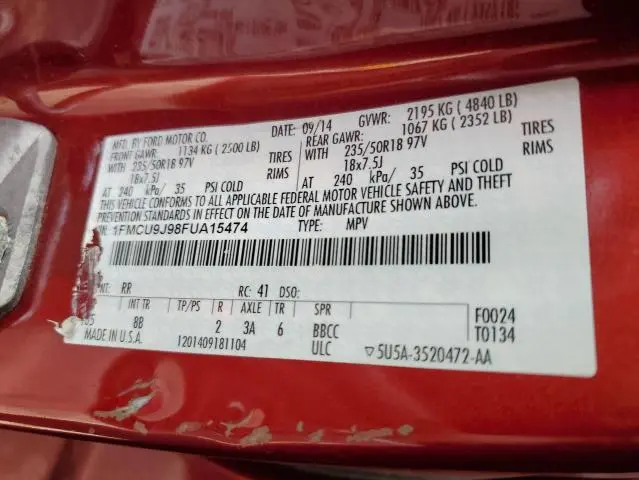 MFD. BY FORD MOTOR CO. DATE: 09/14 GVWR: 2195 KG ( 4840 LB)
FRONT GAWR: 1134 KG ( 2500 LB) REAR GAWR: 1067 KG ( 2352 LB)
WITH 235/50R18 97V TIRES WITH 235/50R18 97V TIRES
18x7.5J RIMS 18x7.5J RIMS
AT 240 kPa/ 35 PSI COLD AT 240 kPa/ 35 PSI COLD
THIS VEHICLE CONFORMS TO ALL APPLICABLE FEDERAL MOTOR VEHICLE SAFETY AND THEFT
PREVENTION STANDARDS IN EFFECT ON THE DATE OF MANUFACTURE SHOWN ABOVE.
1FMCU9J98FUA15474 TYPE: MPV
RR RC: 41 DSO:
INT TR TP/PS R AXLE TR SPR F0024
8B 2 3A 6 BBCC T0134
MADE IN U.S.A. 1201409181104 ULC ▽5U5A-3520472-AA